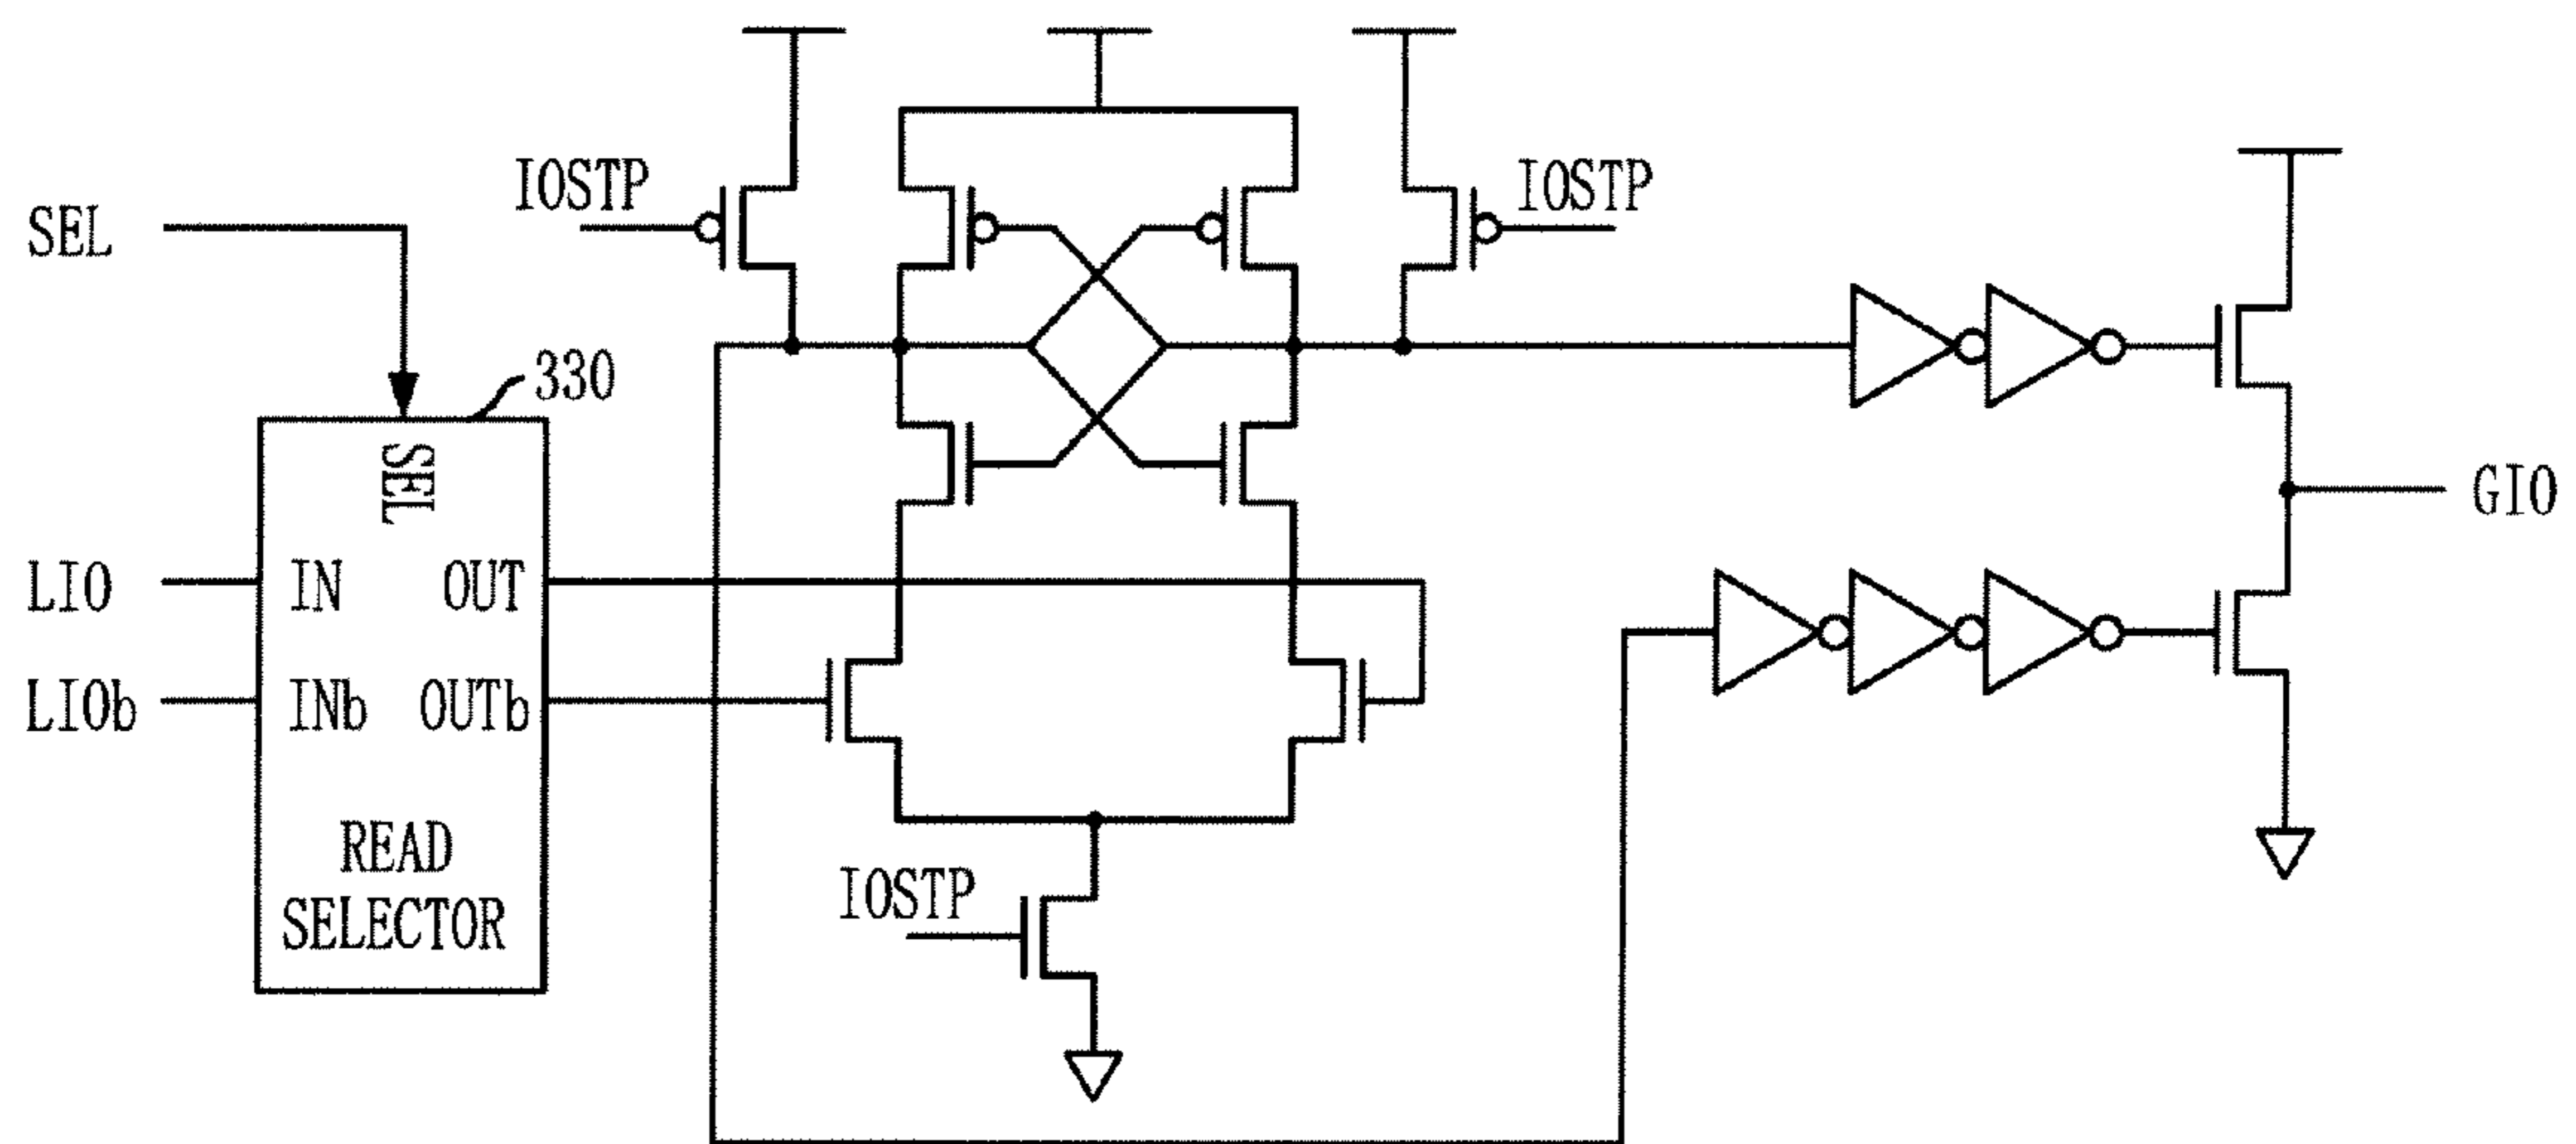 IOSTP
IOSTP
SEL
330
SEL
GIO
LIO
IN
OUT
LIOb
INb
OUTb
READ
SELECTOR
IOSTP